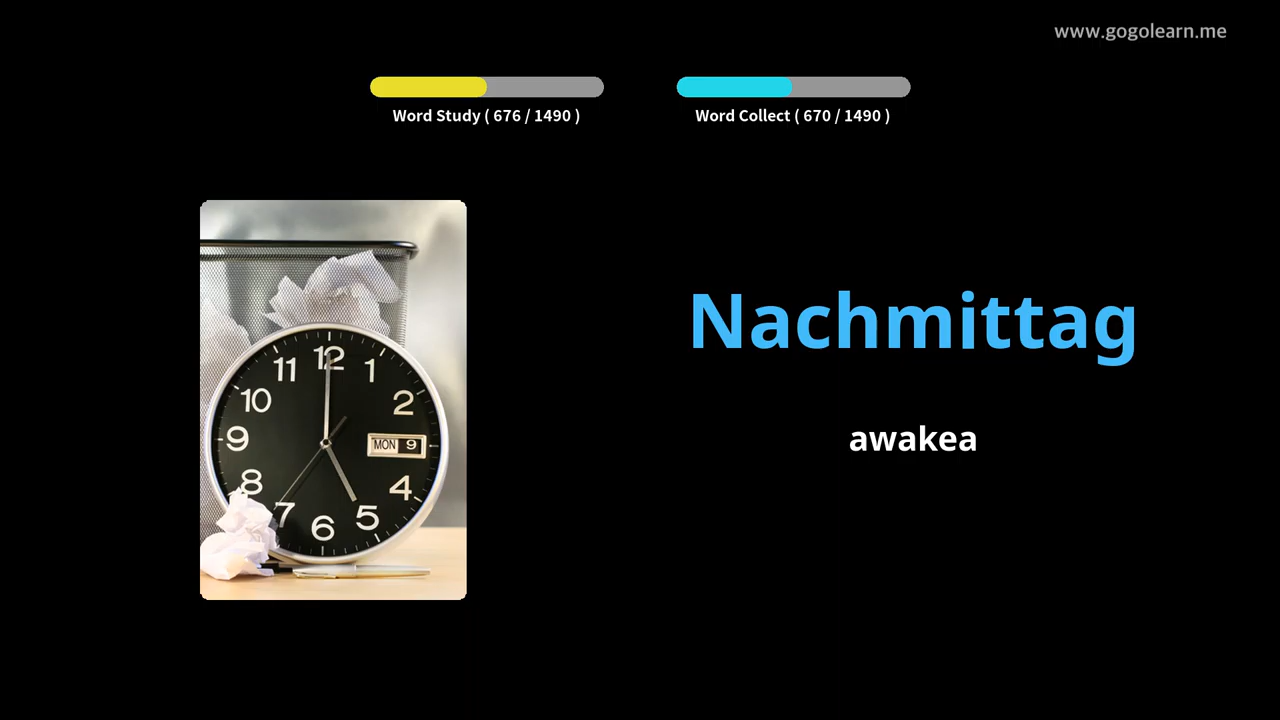 www.gogolearn.me
Word Study ( 676 / 1490 )
Word Collect ( 670 / 1490 )
Nachmittag
awakea
12
11
1
10
2
9
MON 9
8
4
7
5
6